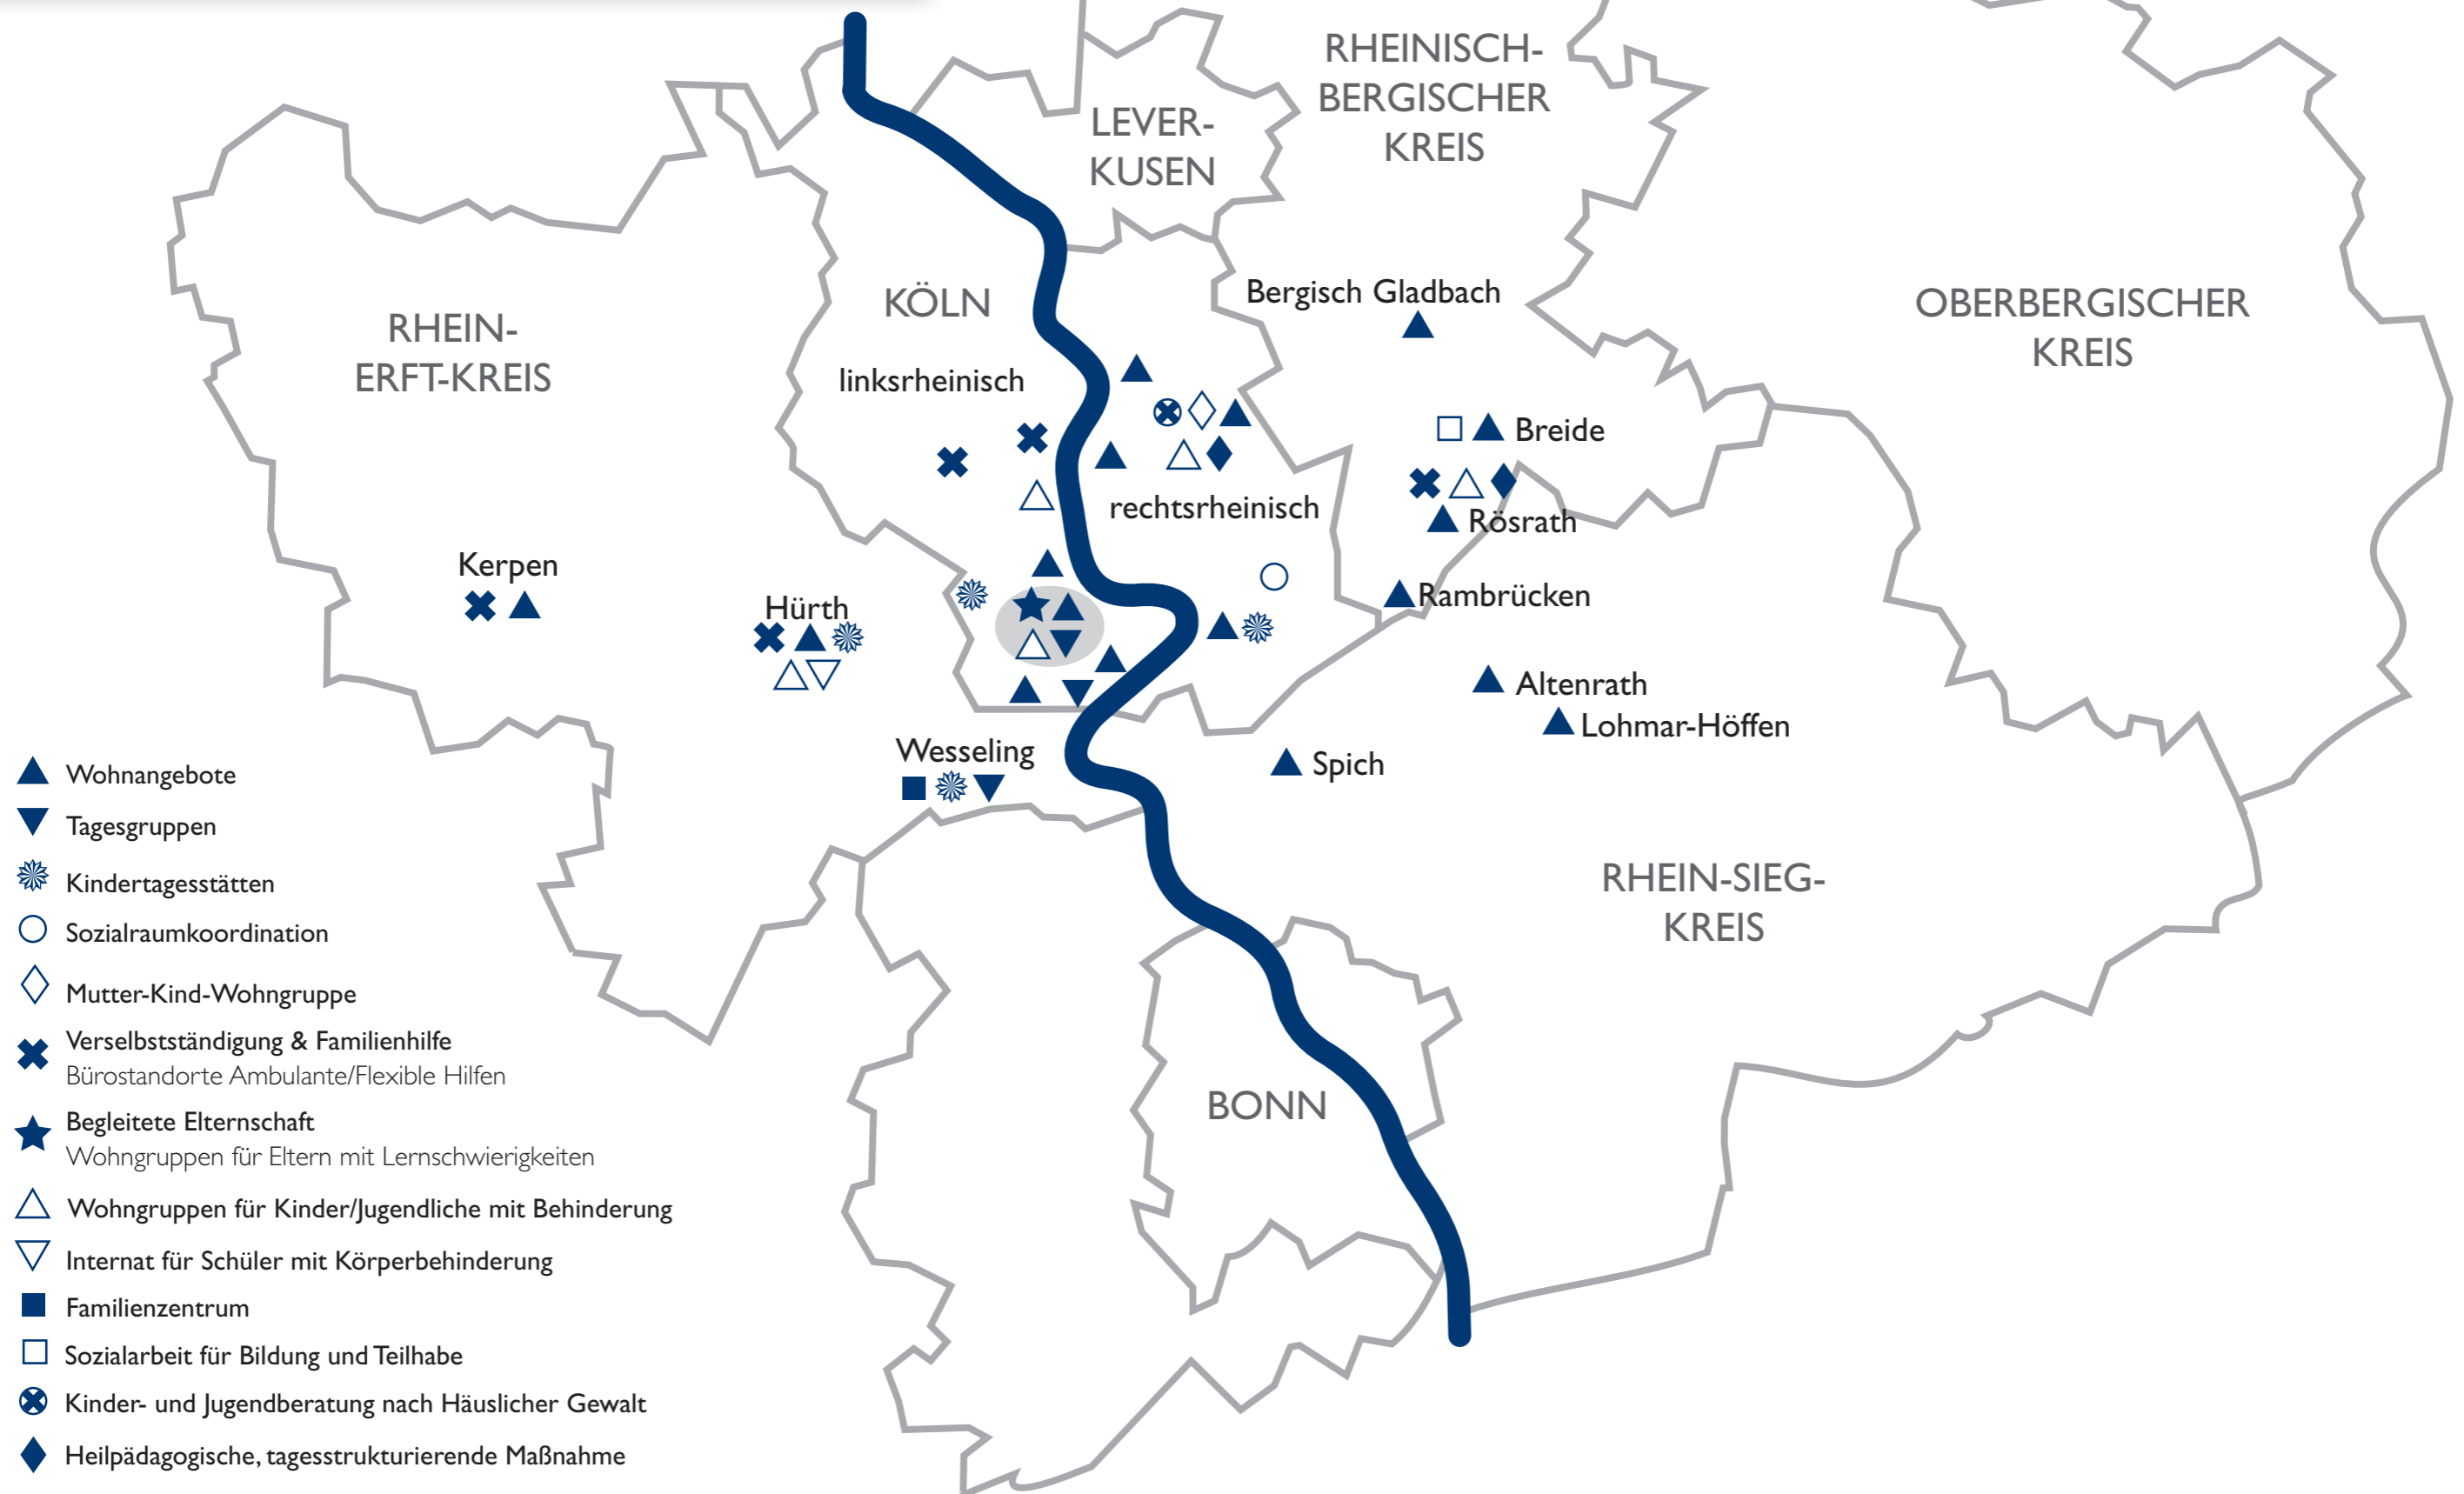 RHEINISCH-
BERGISCHER
KREIS
LEVER-
KUSEN
KÖLN
Bergisch Gladbach
OBERBERGISCHER
KREIS
RHEIN-
ERFT-KREIS
linksrheinisch
Breide
rechtsrheinisch
Rösrath
Kerpen
Hürth
Rambrücken
Altenrath
Lohmar-Höffen
Wesseling
Spich
RHEIN-SIEG-
KREIS
BONN
Wohnangebote
Tagesgruppen
Kindertagesstätten
Sozialraumkoordination
Mutter-Kind-Wohngruppe
Verselbstständigung & Familienhilfe
Bürostandorte Ambulante/Flexible Hilfen
Begleitete Elternschaft
Wohngruppen für Eltern mit Lernschwierigkeiten
Wohngruppen für Kinder/Jugendliche mit Behinderung
Internat für Schüler mit Körperbehinderung
Familienzentrum
Sozialarbeit für Bildung und Teilhabe
Kinder- und Jugendberatung nach Häuslicher Gewalt
Heilpädagogische, tagesstrukturierende Maßnahme